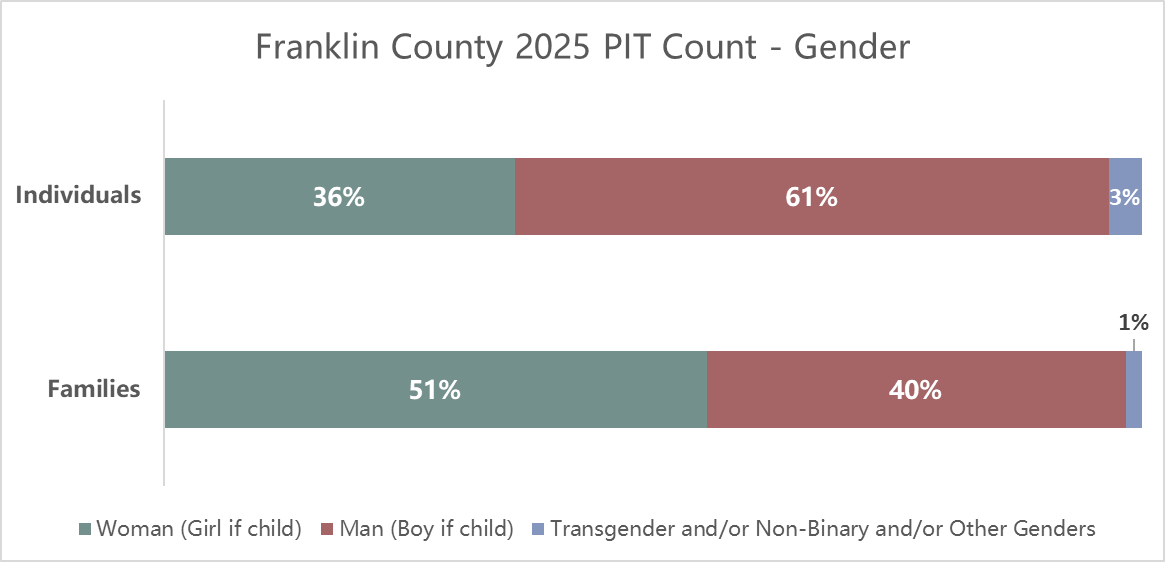 Franklin County 2025 PIT Count - Gender
Individuals
36%
61%
3%
1%
Families
51%
40%
Woman (Girl if child) Man (Boy if child) Transgender and/or Non-Binary and/or Other Genders